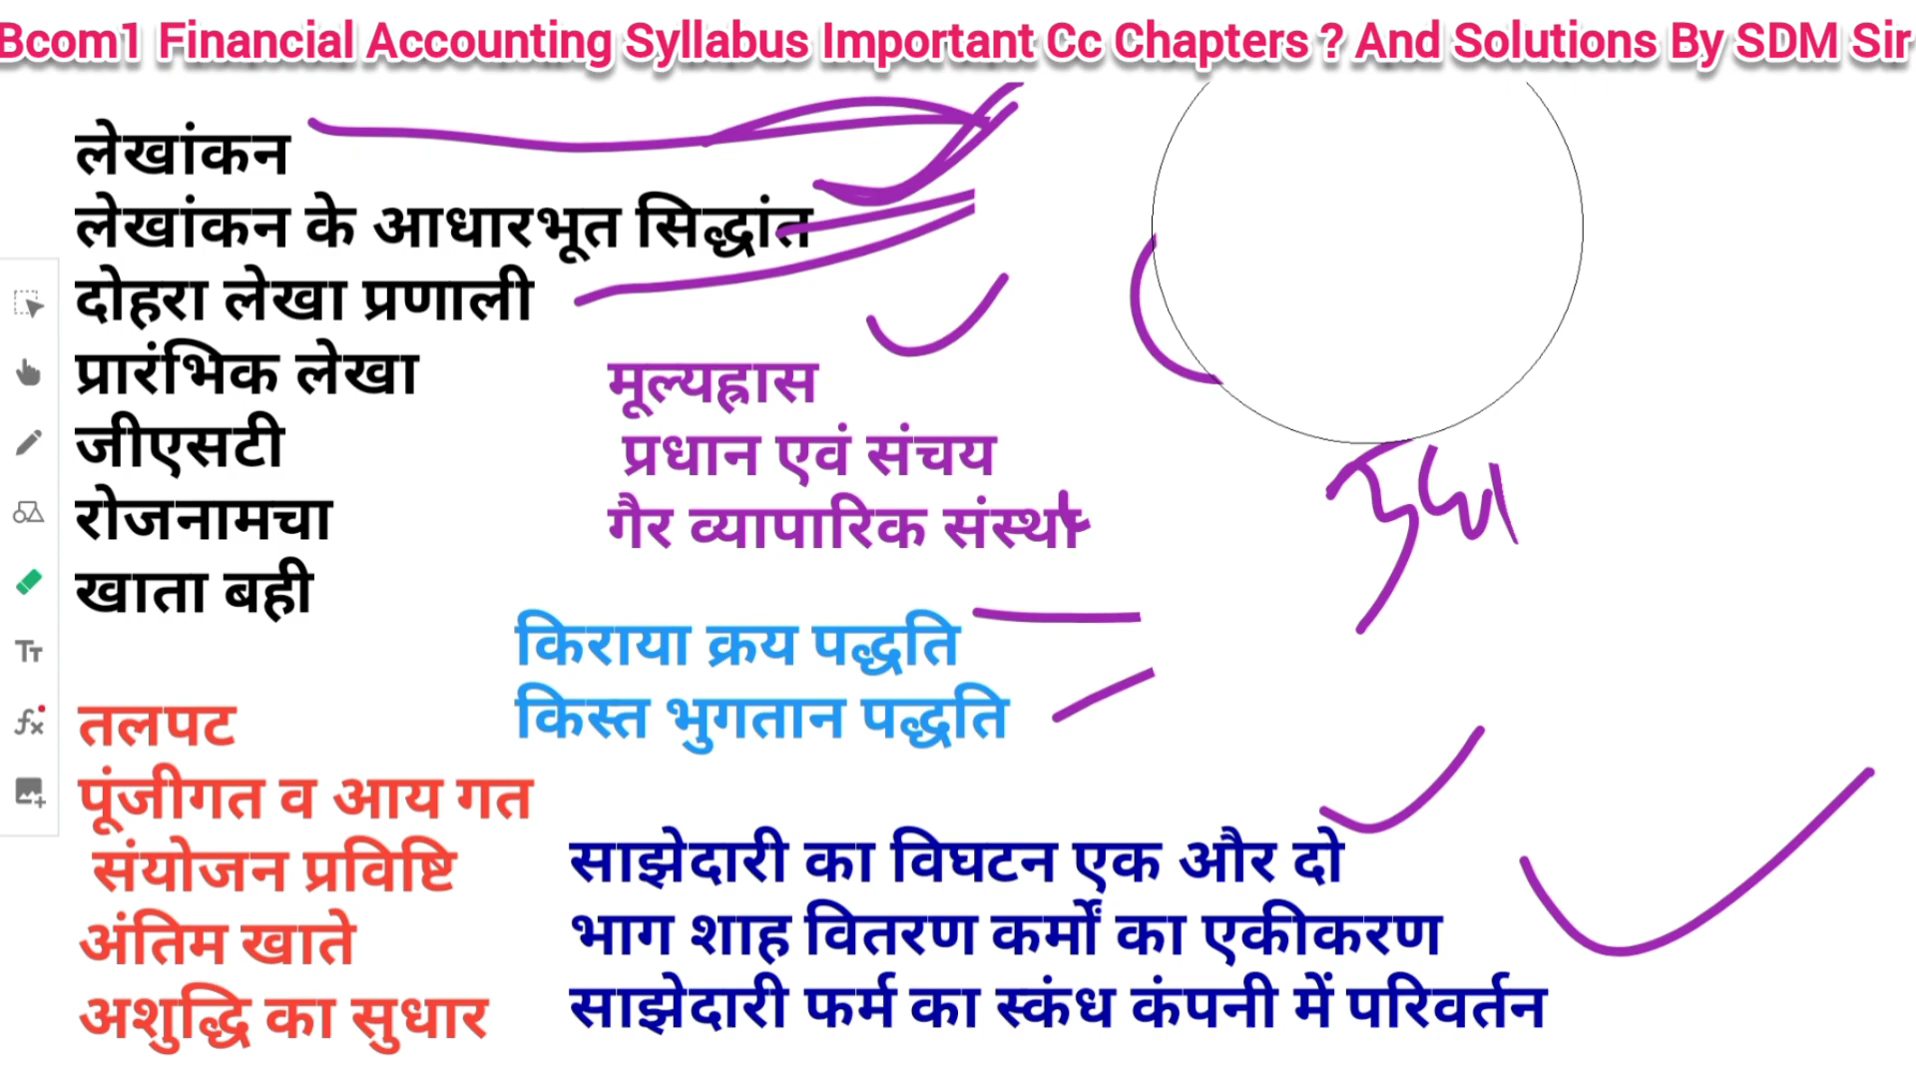 Bcom1 Financial Accounting Syllabus Important Cc Chapters ? And Solutions By SDM Sir
लेखांकन
लेखांकन के आधारभूत सिद्धांत
दोहरा लेखा प्रणाली
प्रारंभिक लेखा
जीएसटी
रोजनामचा
खाता बही
मूल्यह्रास
प्रधान एवं संचय
गैर व्यापारिक संस्था
किराया क्रय पद्धति
किस्त भुगतान पद्धति
तलपट
पूंजीगत व आय गत
संयोजन प्रविष्टि
अंतिम खाते
अशुद्धि का सुधार
साझेदारी का विघटन एक और दो
भाग शाह वितरण कर्मों का एकीकरण
साझेदारी फर्म का स्कंध कंपनी में परिवर्तन
Tт
fx